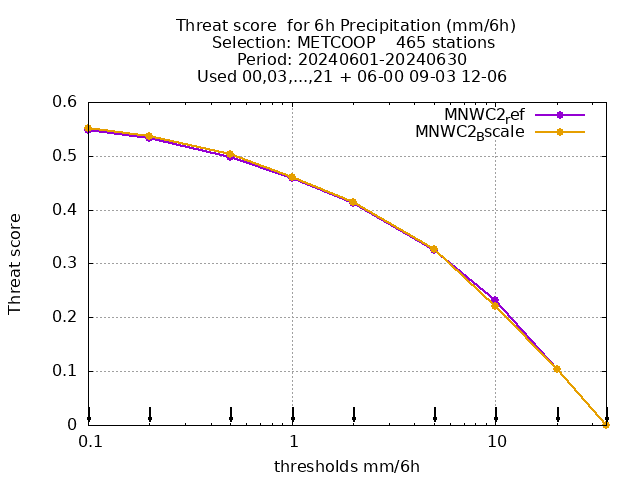 Threat score  for 6h Precipitation (mm/6h)
Selection: METCOOP    465 stations
Period: 20240601-20240630
Used 00,03,...,21 + 06-00 09-03 12-06
MNWC2ref
MNWC2Bscale
0.6
0.5
0.4
0.3
0.2
0.1
0
Threat score
0.1 1 10
thresholds mm/6h